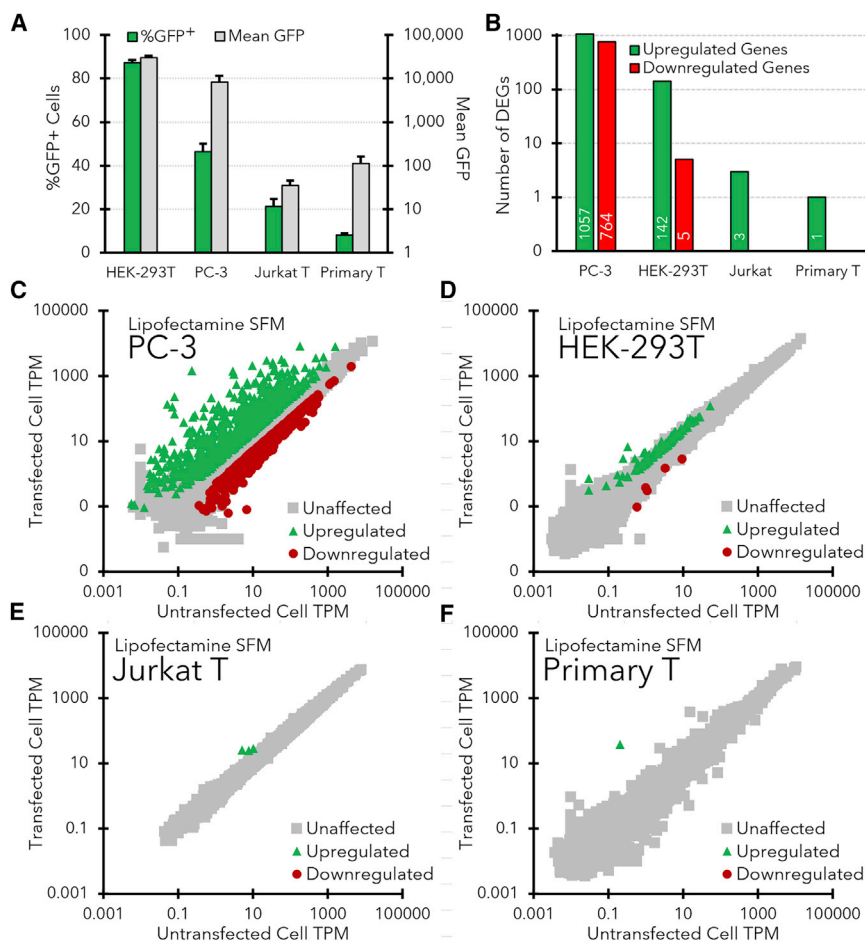 A
%GFP+
Mean GFP
100
80
60
40
20
0
%GFP+ Cells
100,000
10,000
1,000
100
10
1
Mean GFP
HEK-293T
PC-3
Jurkat T
Primary T
B
Upregulated Genes
Downregulated Genes
1000
100
10
1
0
Number of DEGs
1057
764
142
5
3
1
PC-3
HEK-293T
Jurkat
Primary T
C
Lipofectamine SFM
PC-3
100000
1000
10
0
0
Transfected Cell TPM
Unaffected
Upregulated
Downregulated
0.001
0.1
10
1000
100000
Untransfected Cell TPM
D
Lipofectamine SFM
HEK-293T
100000
1000
10
0
0
Transfected Cell TPM
Unaffected
Upregulated
Downregulated
0.001
0.1
10
1000
100000
Untransfected Cell TPM
E
Lipofectamine SFM
Jurkat T
100000
1000
10
0.1
0.001
Transfected Cell TPM
Unaffected
Upregulated
Downregulated
0.001
0.1
10
1000
100000
Untransfected Cell TPM
F
Lipofectamine SFM
Primary T
100000
1000
10
0.1
0.001
Transfected Cell TPM
Unaffected
Upregulated
Downregulated
0.001
0.1
10
1000
100000
Untransfected Cell TPM